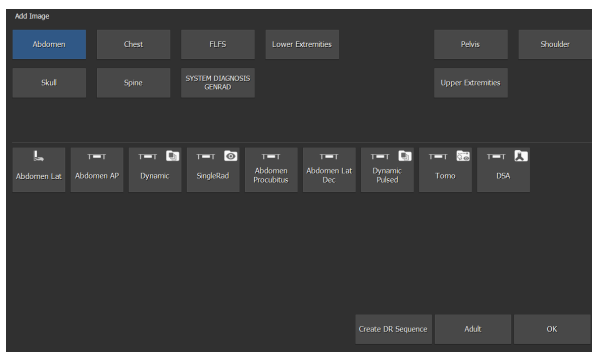 Add Image
Abdomen
Chest
FLFS
Lower Extremities
Pelvis
Shoulder
Skull
Spine
SYSTEM DIAGNOSIS
GENRAD
Upper Extremities
Abdomen Lat
Abdomen AP
Dynamic
SingleRad
Abdomen
Procubitus
Abdomen Lat
Dec
Dynamic
Pulsed
Tomo
DSA
Create DR Sequence
Adult
OK